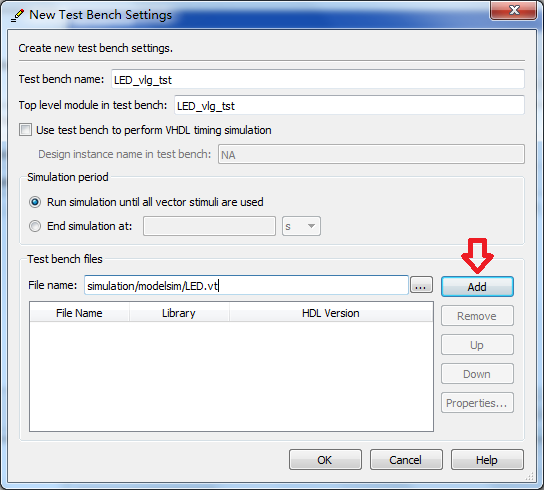 New Test Bench Settings
Create new test bench settings.
Test bench name: LED_vlg_tst
Top level module in test bench: LED_vlg_tst
Use test bench to perform VHDL timing simulation
Design instance name in test bench: NA
Simulation period
Run simulation until all vector stimuli are used
End simulation at: s
Test bench files
File name: simulation/modelsim/LED.vt ... Add
File Name Library HDL Version
Remove
Up
Down
Properties...
OK Cancel Help